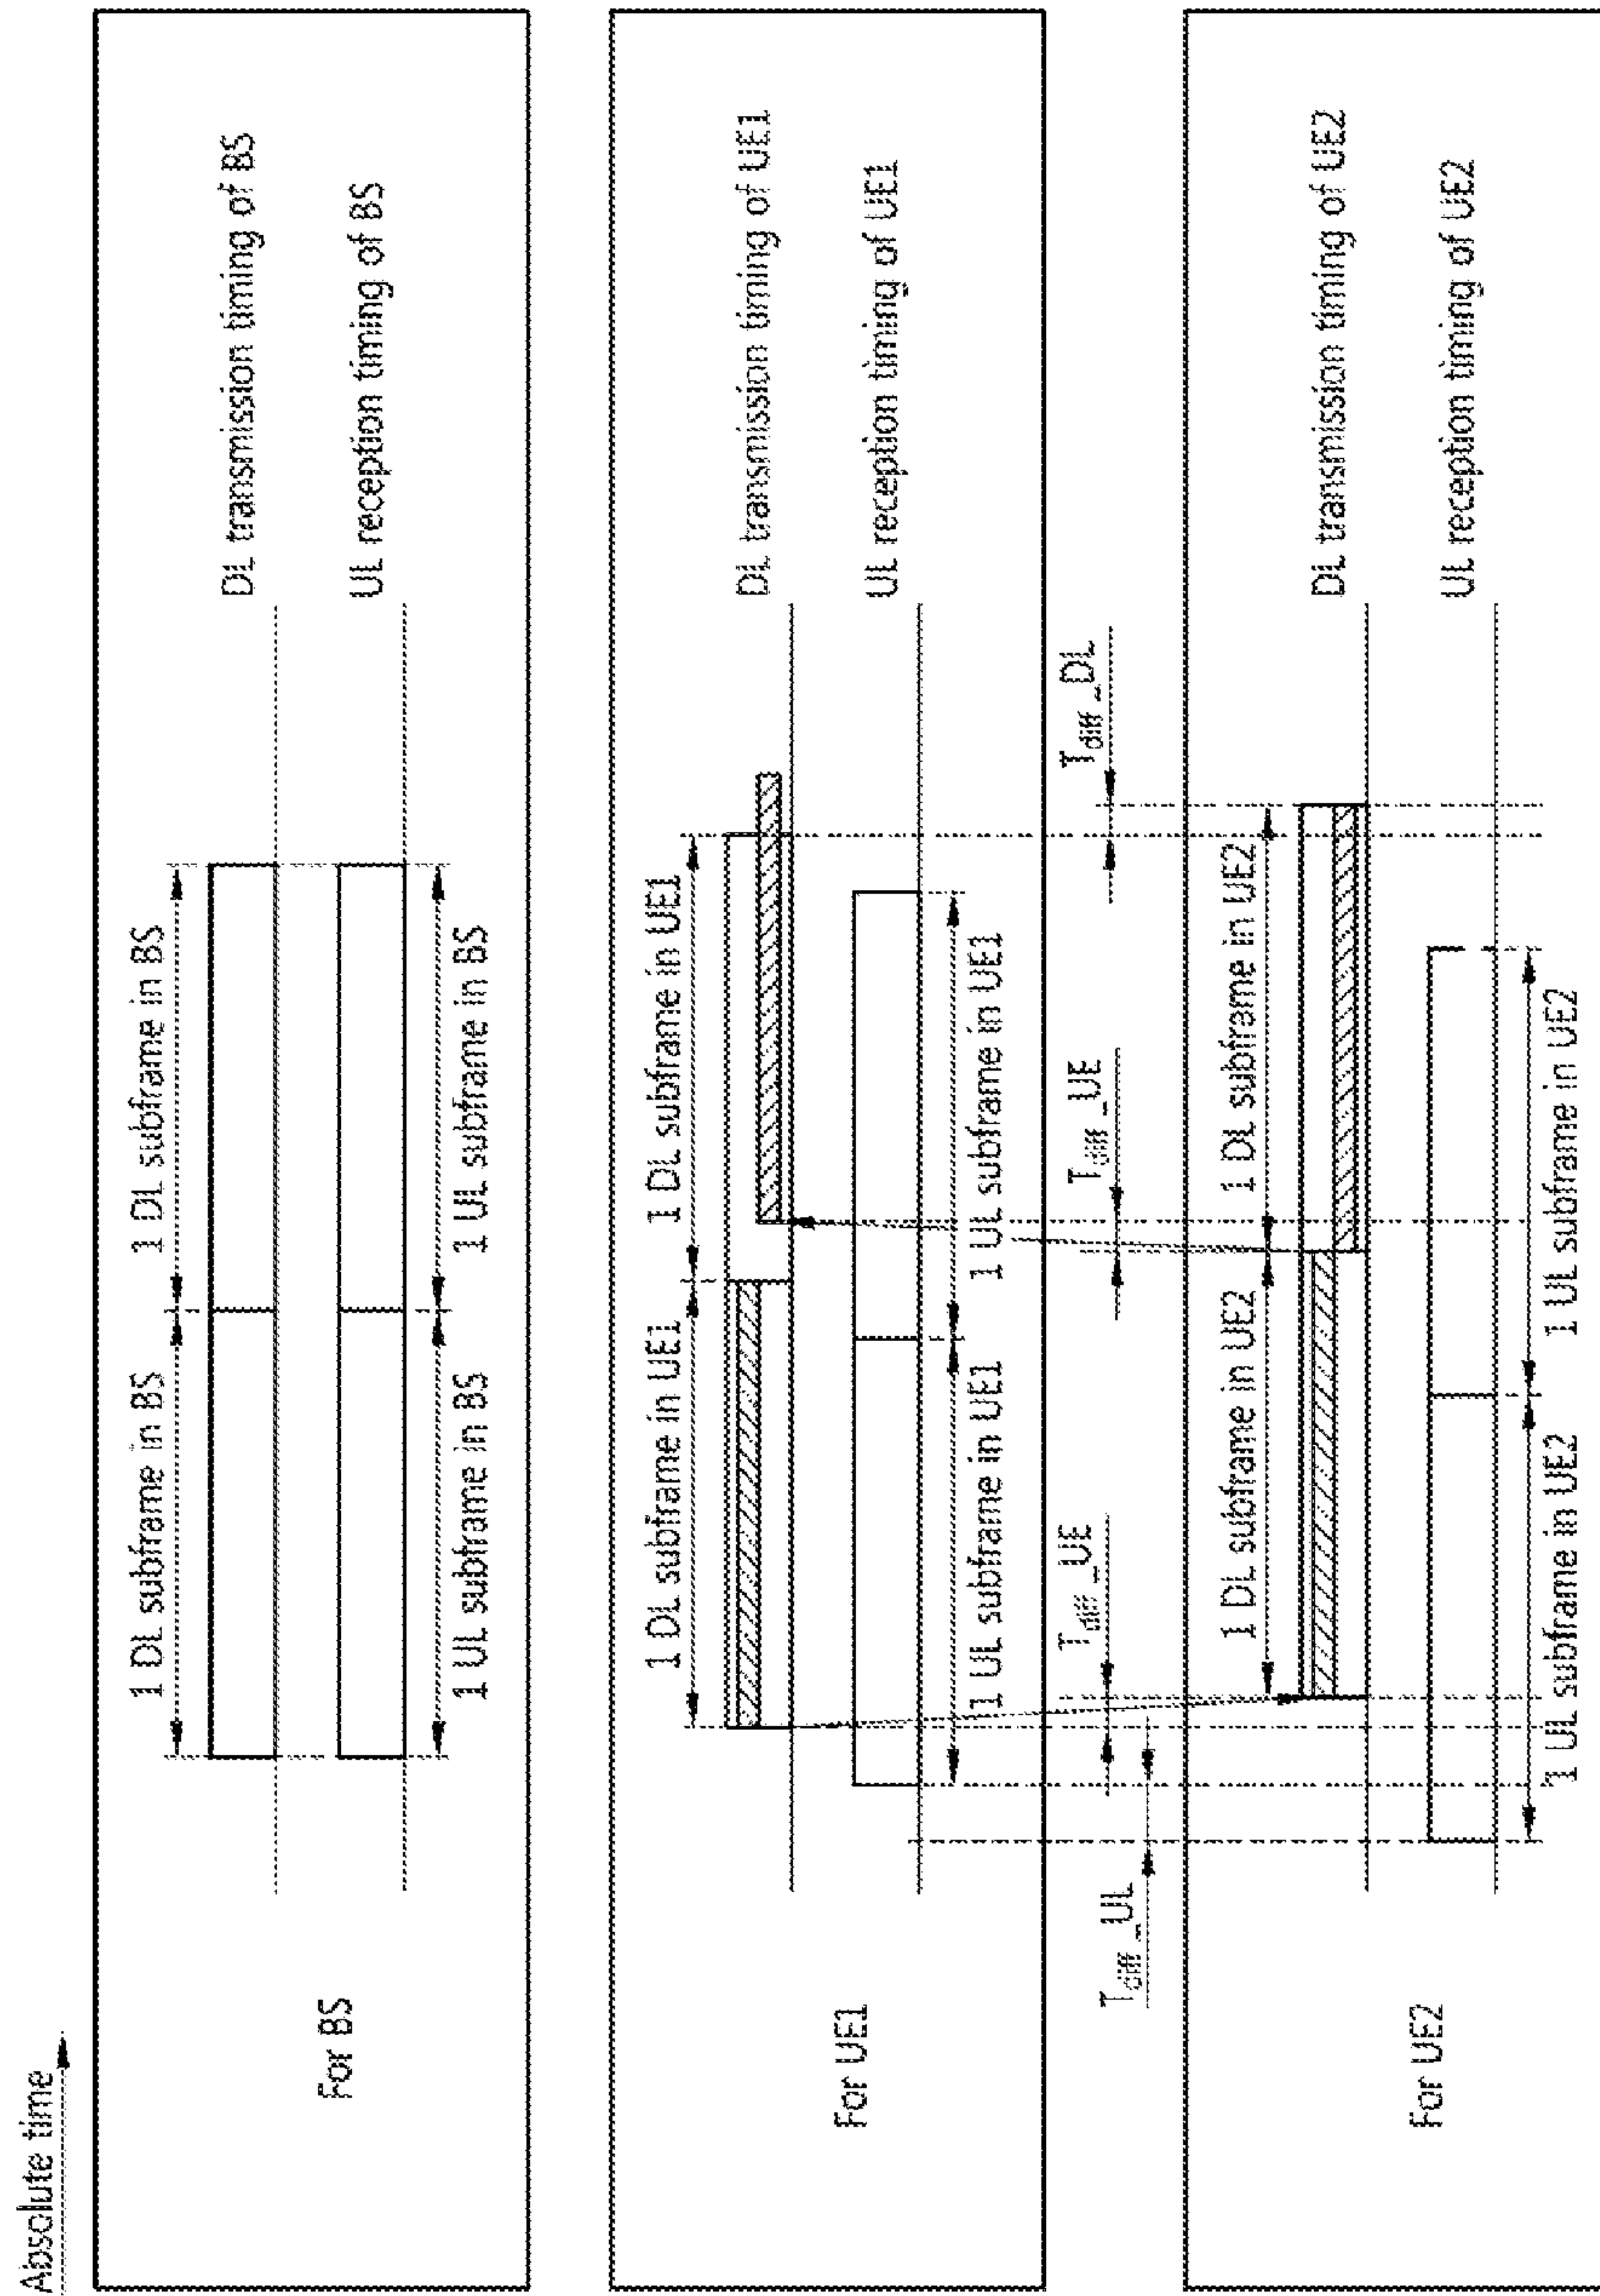 Absolute time
For BS
1 DL subframe in BS
1 DL subframe in BS
DL transmission timing of BS
UL reception timing of BS
1 UL subframe in BS
1 UL subframe in BS
For UE1
1 DL subframe in UE1
1 DL subframe in UE1
DL transmission timing of UE1
UL reception timing of UE1
1 UL subframe in UE1
1 UL subframe in UE1
Tdiff_UL
Tdiff_UE
Tdiff_UE
Tdiff_DL
For UE2
1 DL subframe in UE2
1 DL subframe in UE2
DL transmission timing of UE2
UL reception timing of UE2
1 UL subframe in UE2
1 UL subframe in UE2